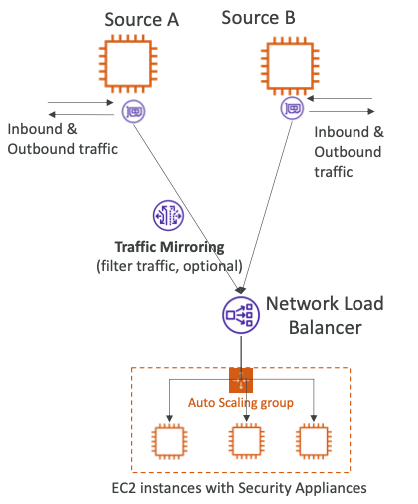 Source A
Source B
Inbound &
Outbound traffic
Inbound &
Outbound
traffic
Traffic Mirroring
(filter traffic, optional)
Network Load
Balancer
Auto Scaling group
EC2 instances with Security Appliances